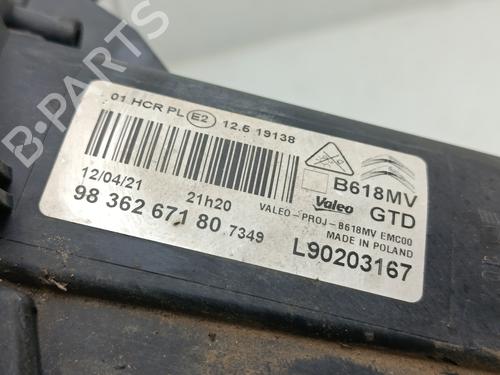 B-PARTS
01 HCR PL E2 12.5 19138
12/04/21 21h20
98 362 671 80 7349
B618MV
Valeo GTD
VALEO - PROJ - B618MV EMC00
MADE IN POLAND
L90203167